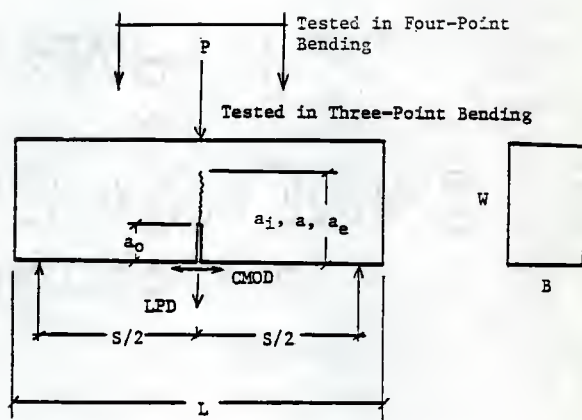 Tested in Four-Point
Bending
P
Tested in Three-Point Bending
a_i, a, a_e
W
a_o
CMOD
B
LPD
S/2 S/2
L